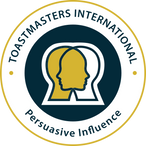 TOASTMASTERS INTERNATIONAL
Persuasive Influence